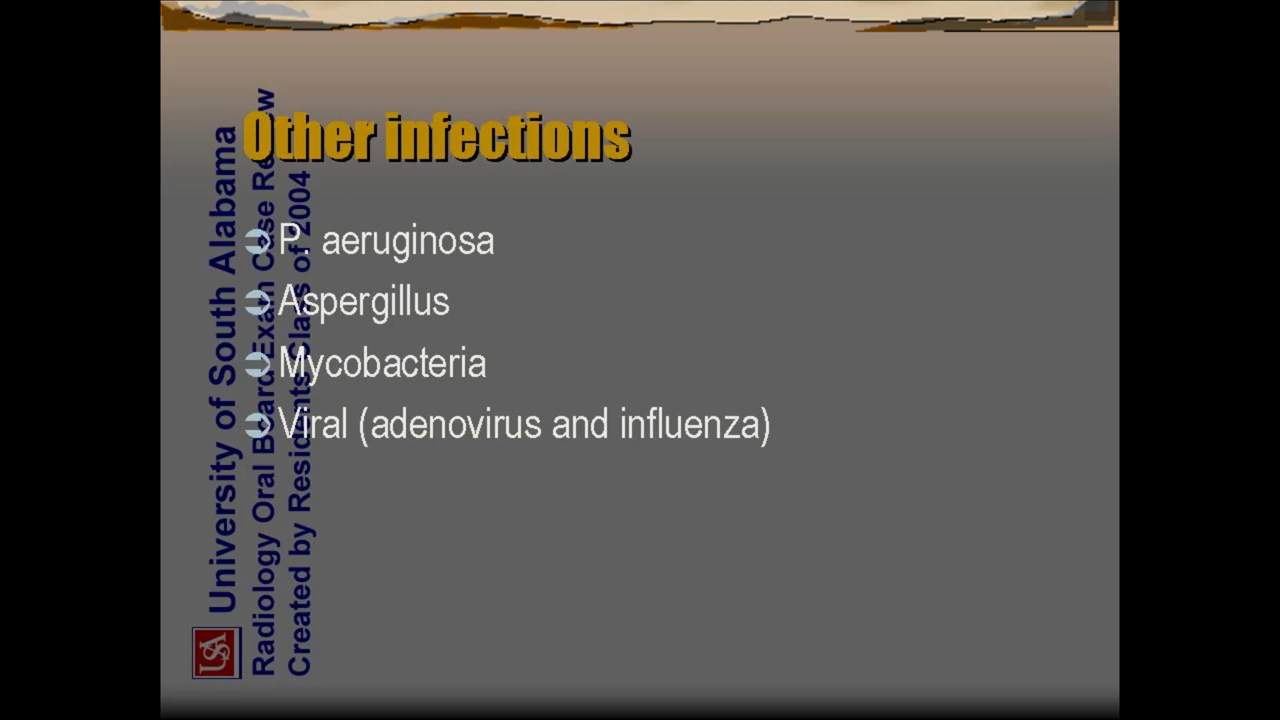 Other infections
P. aeruginosa
Aspergillus
Mycobacteria
Viral (adenovirus and influenza)
University of South Alabama
Radiology Oral Board Exam Case Review
Created by Residents Class of 2004
USA